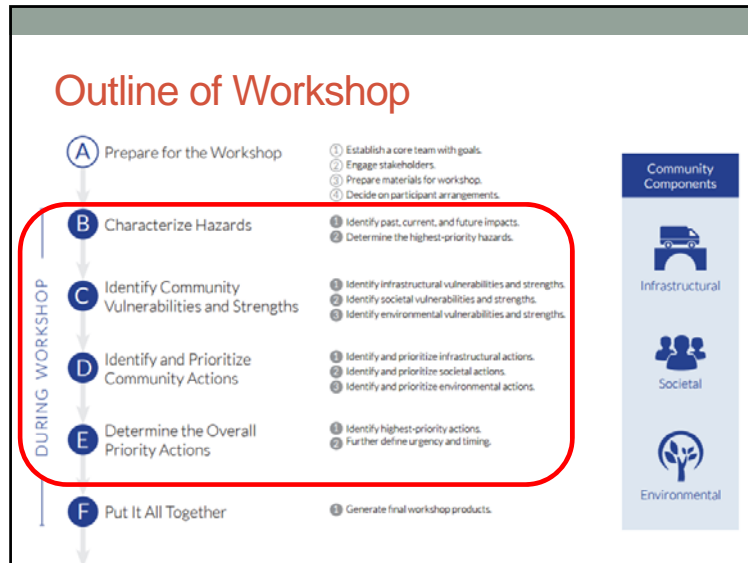 Outline of Workshop
A Prepare for the Workshop
1 Establish a core team with goals.
2 Engage stakeholders.
3 Prepare materials for workshop.
4 Decide on participant arrangements.
DURING WORKSHOP
B Characterize Hazards
1 Identify past, current, and future impacts.
2 Determine the highest-priority hazards.
C Identify Community
Vulnerabilities and Strengths
1 Identify infrastructural vulnerabilities and strengths.
2 Identify societal vulnerabilities and strengths.
3 Identify environmental vulnerabilities and strengths.
D Identify and Prioritize
Community Actions
1 Identify and prioritize infrastructural actions.
2 Identify and prioritize societal actions.
3 Identify and prioritize environmental actions.
E Determine the Overall
Priority Actions
1 Identify highest-priority actions.
2 Further define urgency and timing.
F Put It All Together
1 Generate final workshop products.
Community
Components
Infrastructural
Societal
Environmental